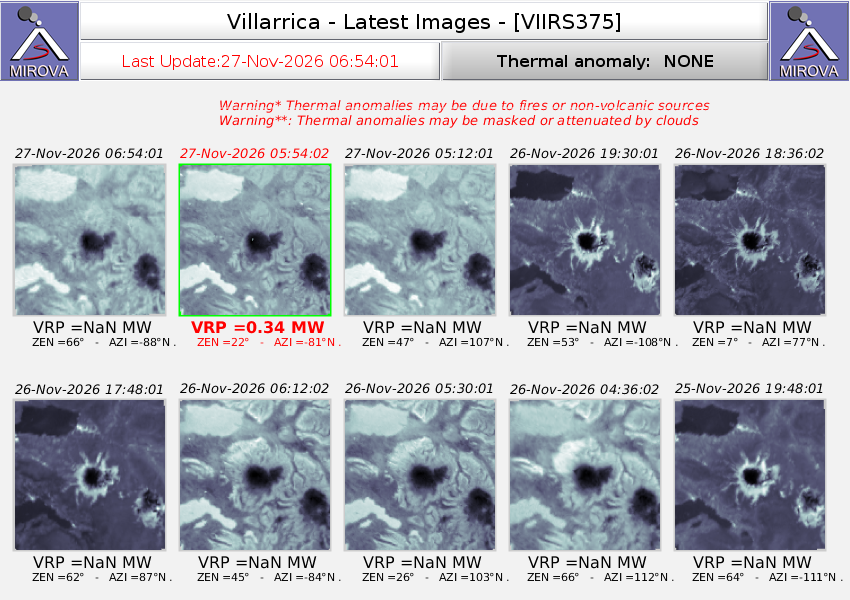 Villarrica - Latest Images - [VIIRS375]
MIROVA
Last Update:27-Nov-2026 06:54:01
Thermal anomaly: NONE
MIROVA
Warning* Thermal anomalies may be due to fires or non-volcanic sources
Warning**: Thermal anomalies may be masked or attenuated by clouds
27-Nov-2026 06:54:01 27-Nov-2026 05:54:02 27-Nov-2026 05:12:01 26-Nov-2026 19:30:01 26-Nov-2026 18:36:02
VRP =NaN MW VRP =0.34 MW VRP =NaN MW VRP =NaN MW VRP =NaN MW
ZEN =66° - AZI =-88°N . ZEN =22° - AZI =-81°N . ZEN =47° - AZI =107°N . ZEN =53° - AZI =-108°N . ZEN =7° - AZI =77°N .
26-Nov-2026 17:48:01 26-Nov-2026 06:12:02 26-Nov-2026 05:30:01 26-Nov-2026 04:36:02 25-Nov-2026 19:48:01
VRP =NaN MW VRP =NaN MW VRP =NaN MW VRP =NaN MW VRP =NaN MW
ZEN =62° - AZI =87°N . ZEN =45° - AZI =-84°N . ZEN =26° - AZI =103°N . ZEN =66° - AZI =112°N . ZEN =64° - AZI =-111°N .